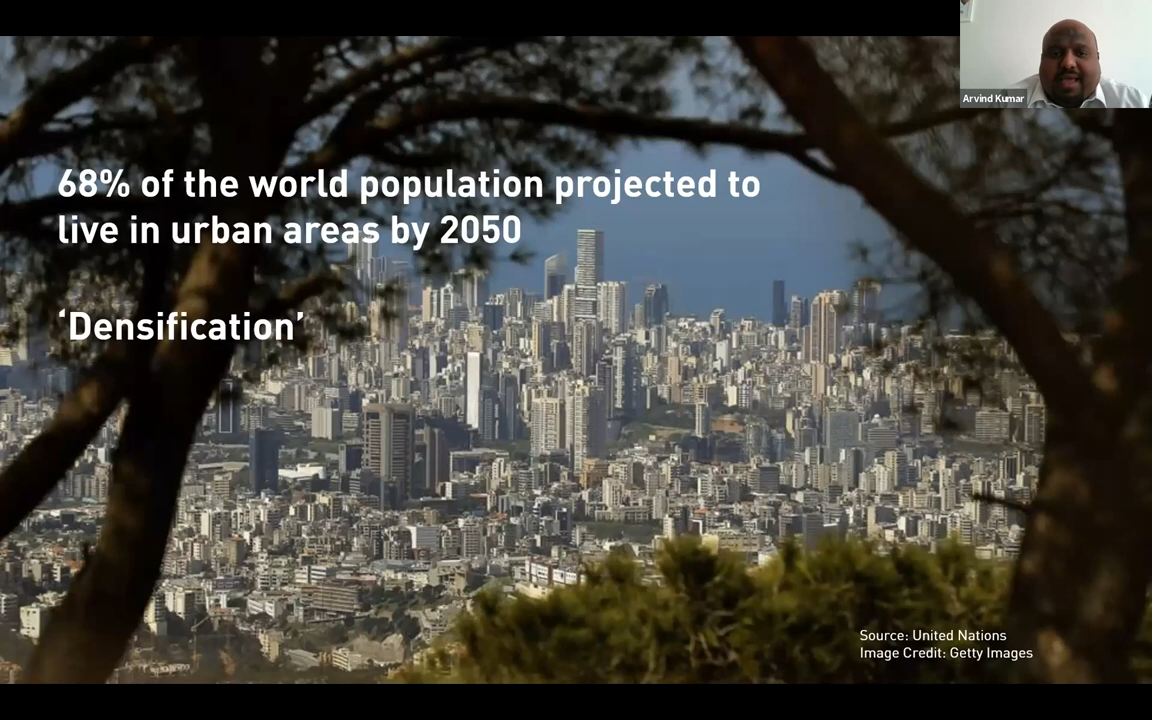 Arvind Kumar
68% of the world population projected to
live in urban areas by 2050
‘Densification’
Source: United Nations
Image Credit: Getty Images